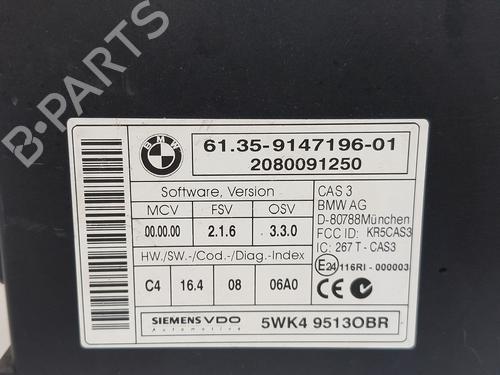 B-PARTS
BMW
61.35-9147196-01
2080091250
Software, Version
MCV FSV OSV
00.00.00 2.1.6 3.3.0
HW./SW.-/Cod.-/Diag.-Index
C4 16.4 08 06A0
CAS 3
BMW AG
D-80788München
FCC ID: KR5CAS3
IC: 267 T - CAS3
E24 116RI - 000003
SIEMENS VDO
Automotive
5WK4 9513OBR